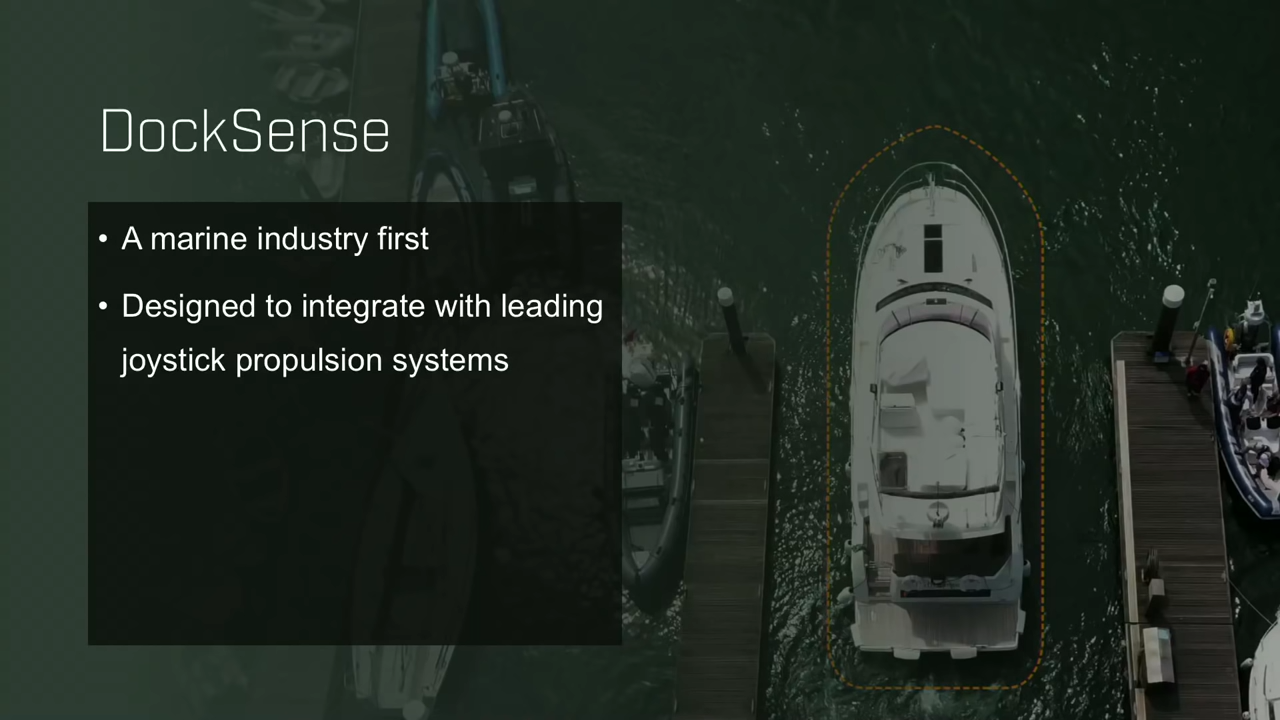 DockSense
• A marine industry first
• Designed to integrate with leading
joystick propulsion systems